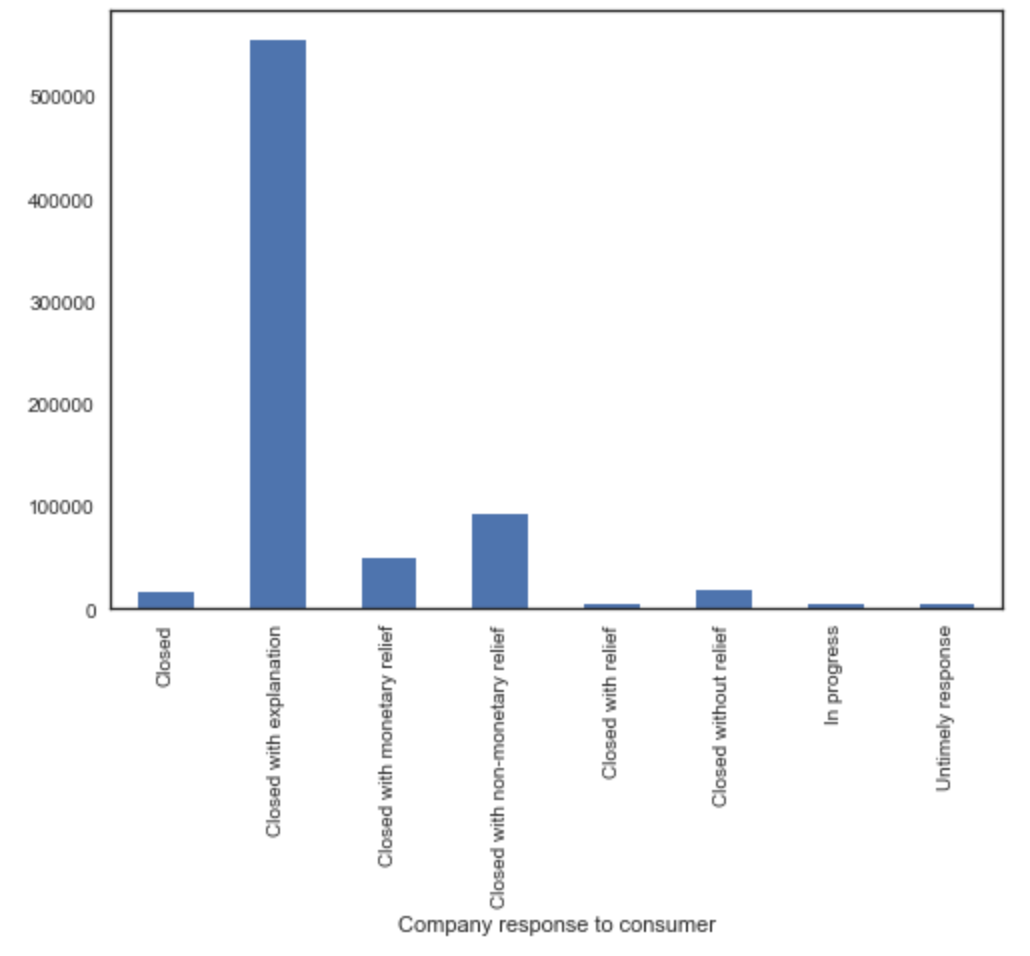 500000
400000
300000
200000
100000
0
Closed
Closed with explanation
Closed with monetary relief
Closed with non-monetary relief
Closed with relief
Closed without relief
In progress
Untimely response
Company response to consumer